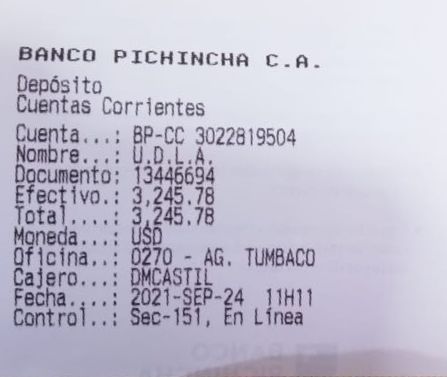 BANCO PICHINCHA C.A.
Depósito
Cuentas Corrientes
Cuenta...: BP-CC 3022819504
Nombre...: U.D.L.A.
Documento: 13446694
Efectivo.: 3,245.78
Total....: 3,245.78
Moneda...: USD
Oficina..: 0270 - AG. TUMBACO
Cajero...: DMCASTIL
Fecha....: 2021-SEP-24 11H11
Control..: Sec-151, En Línea